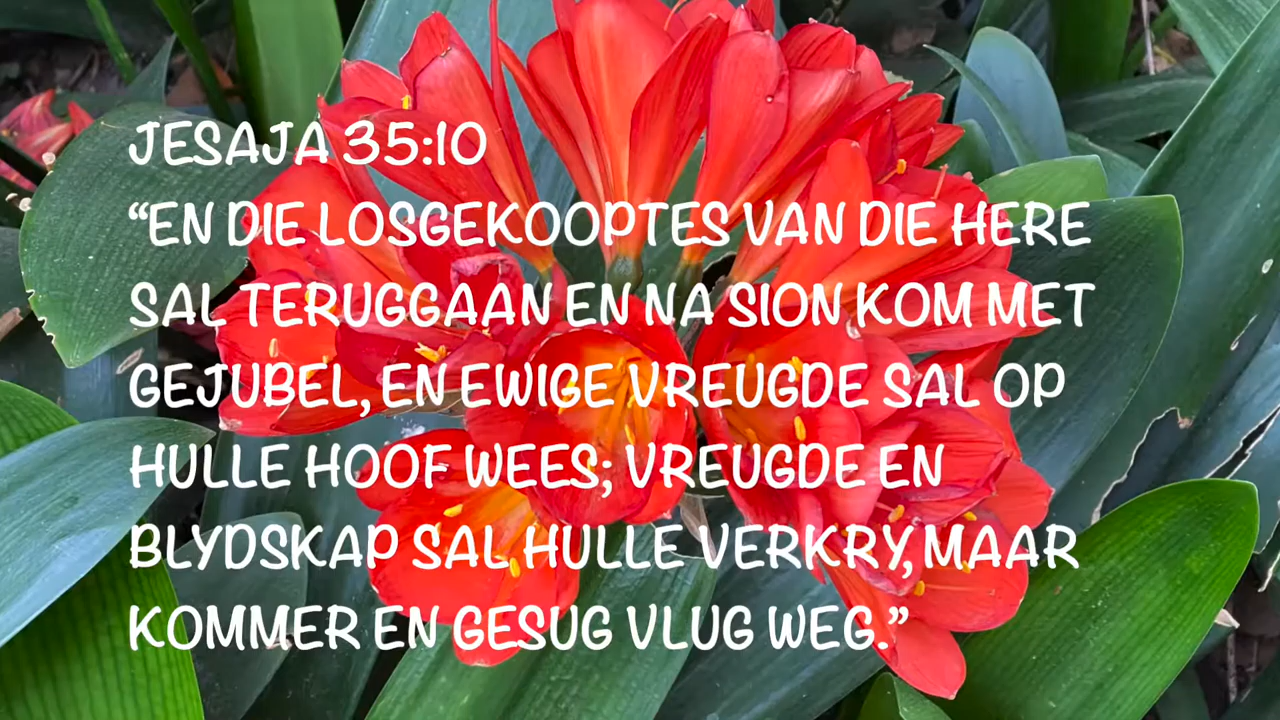 JESAJA 35:10
“EN DIE LOSGEKOOPTES VAN DIE HERE
SAL TERUGGAAN EN NA SION KOM MET
GEJUBEL, EN EWIGE VREUGDE SAL OP
HULLE HOOF WEES; VREUGDE EN
BLYDSKAP SAL HULLE VERKRY, MAAR
KOMMER EN GESUG VLUG WEG.”